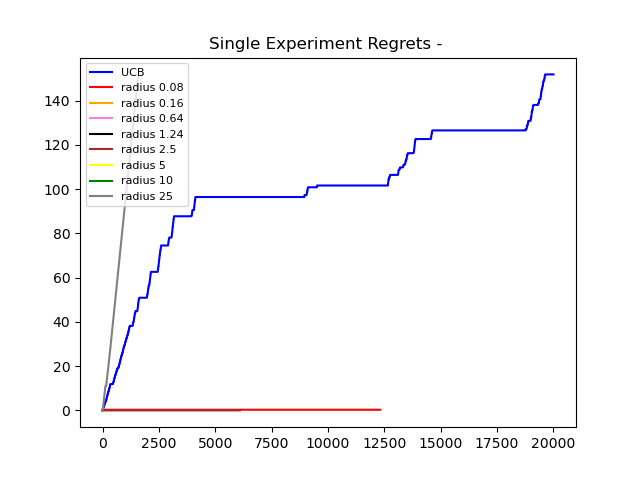 Single Experiment Regrets -
UCB
radius 0.08
radius 0.16
radius 0.64
radius 1.24
radius 2.5
radius 5
radius 10
radius 25
140
120
100
80
60
40
20
0
0 2500 5000 7500 10000 12500 15000 17500 20000